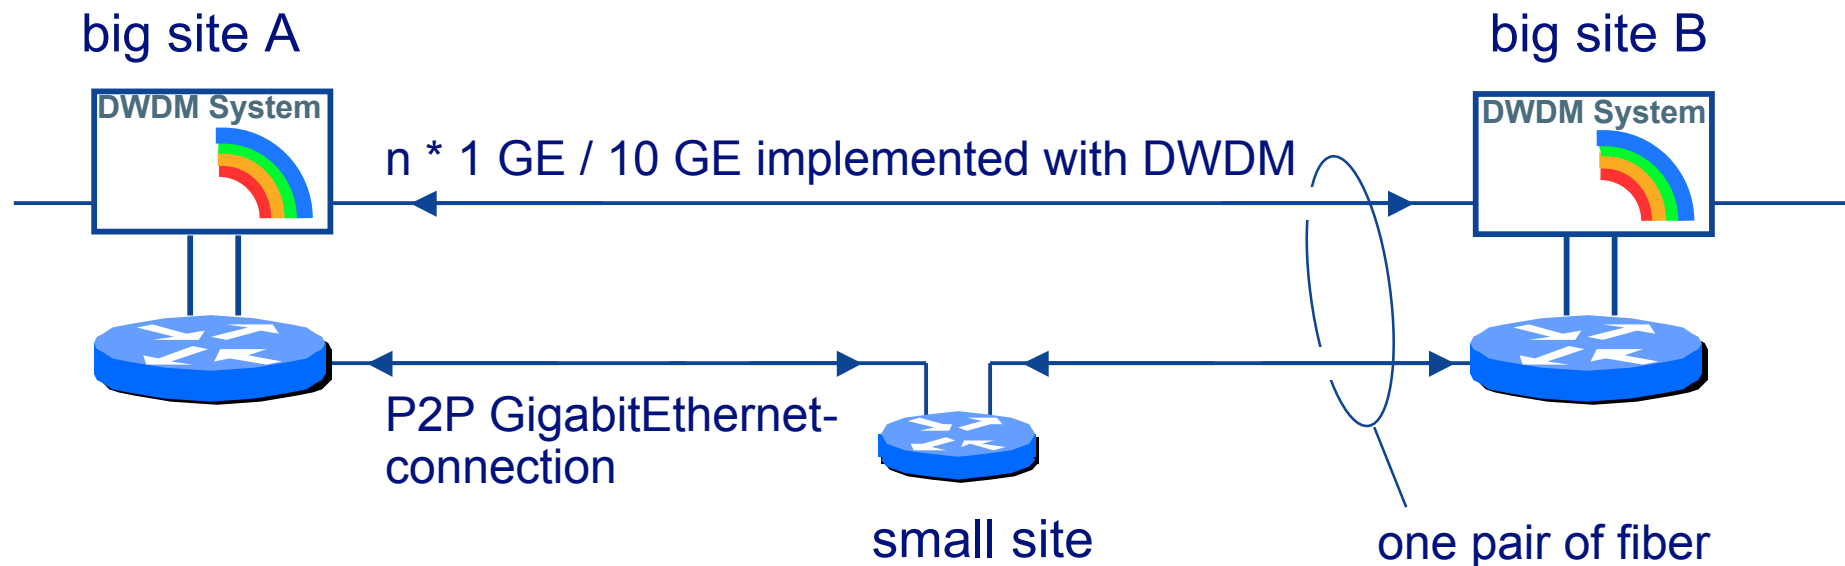 big site A
big site B
DWDM System
DWDM System
n * 1 GE / 10 GE implemented with DWDM
P2P GigabitEthernet-
connection
small site
one pair of fiber